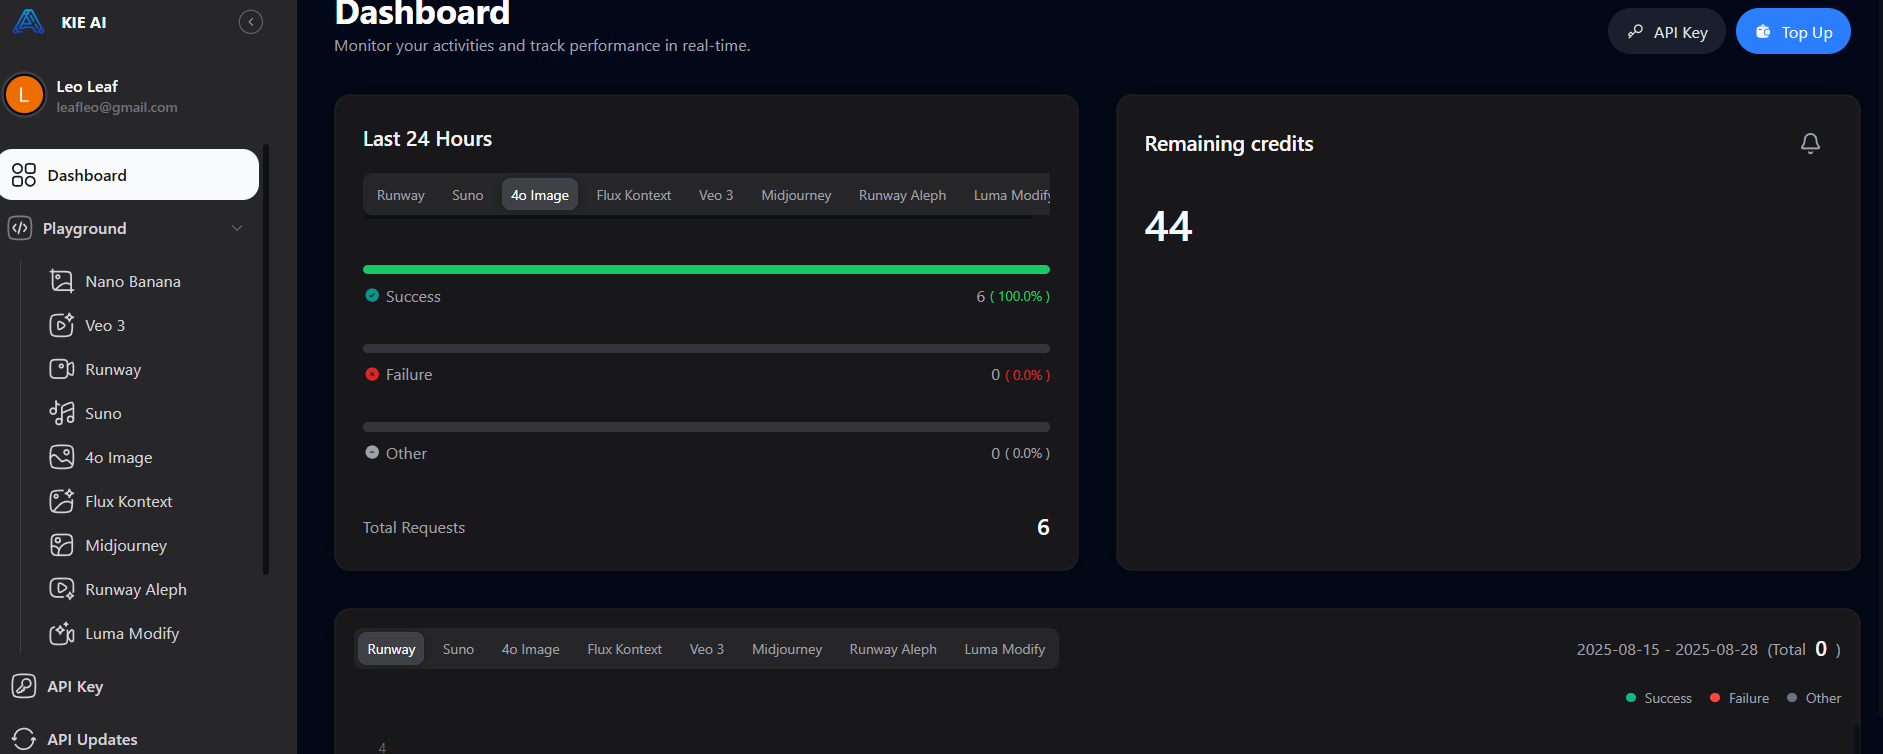 KIE AI
Leo Leaf
leafleo@gmail.com
L
Dashboard
Playground
Nano Banana
Veo 3
Runway
Suno
4o Image
Flux Kontext
Midjourney
Runway Aleph
Luma Modify
API Key
API Updates
Dashboard
Monitor your activities and track performance in real-time.
API Key
Top Up
Last 24 Hours
Runway Suno 4o Image Flux Kontext Veo 3 Midjourney Runway Aleph Luma Modify
Success 6 ( 100.0% )
Failure 0 ( 0.0% )
Other 0 ( 0.0% )
Total Requests 6
Remaining credits
44
Runway Suno 4o Image Flux Kontext Veo 3 Midjourney Runway Aleph Luma Modify
2025-08-15 - 2025-08-28 (Total 0 )
Success Failure Other
4